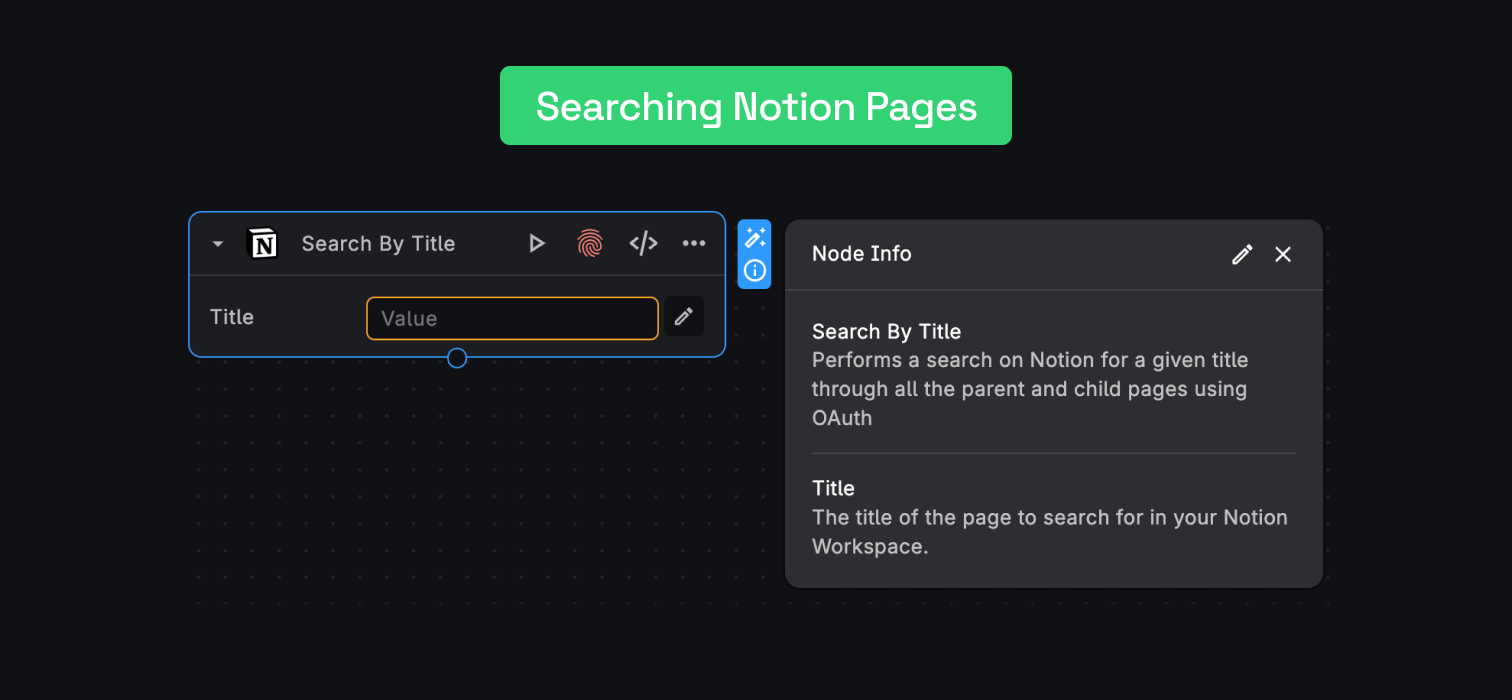 Searching Notion Pages
N
Search By Title
</>
Title
Value
Node Info
Search By Title
Performs a search on Notion for a given title
through all the parent and child pages using
OAuth
Title
The title of the page to search for in your Notion
Workspace.